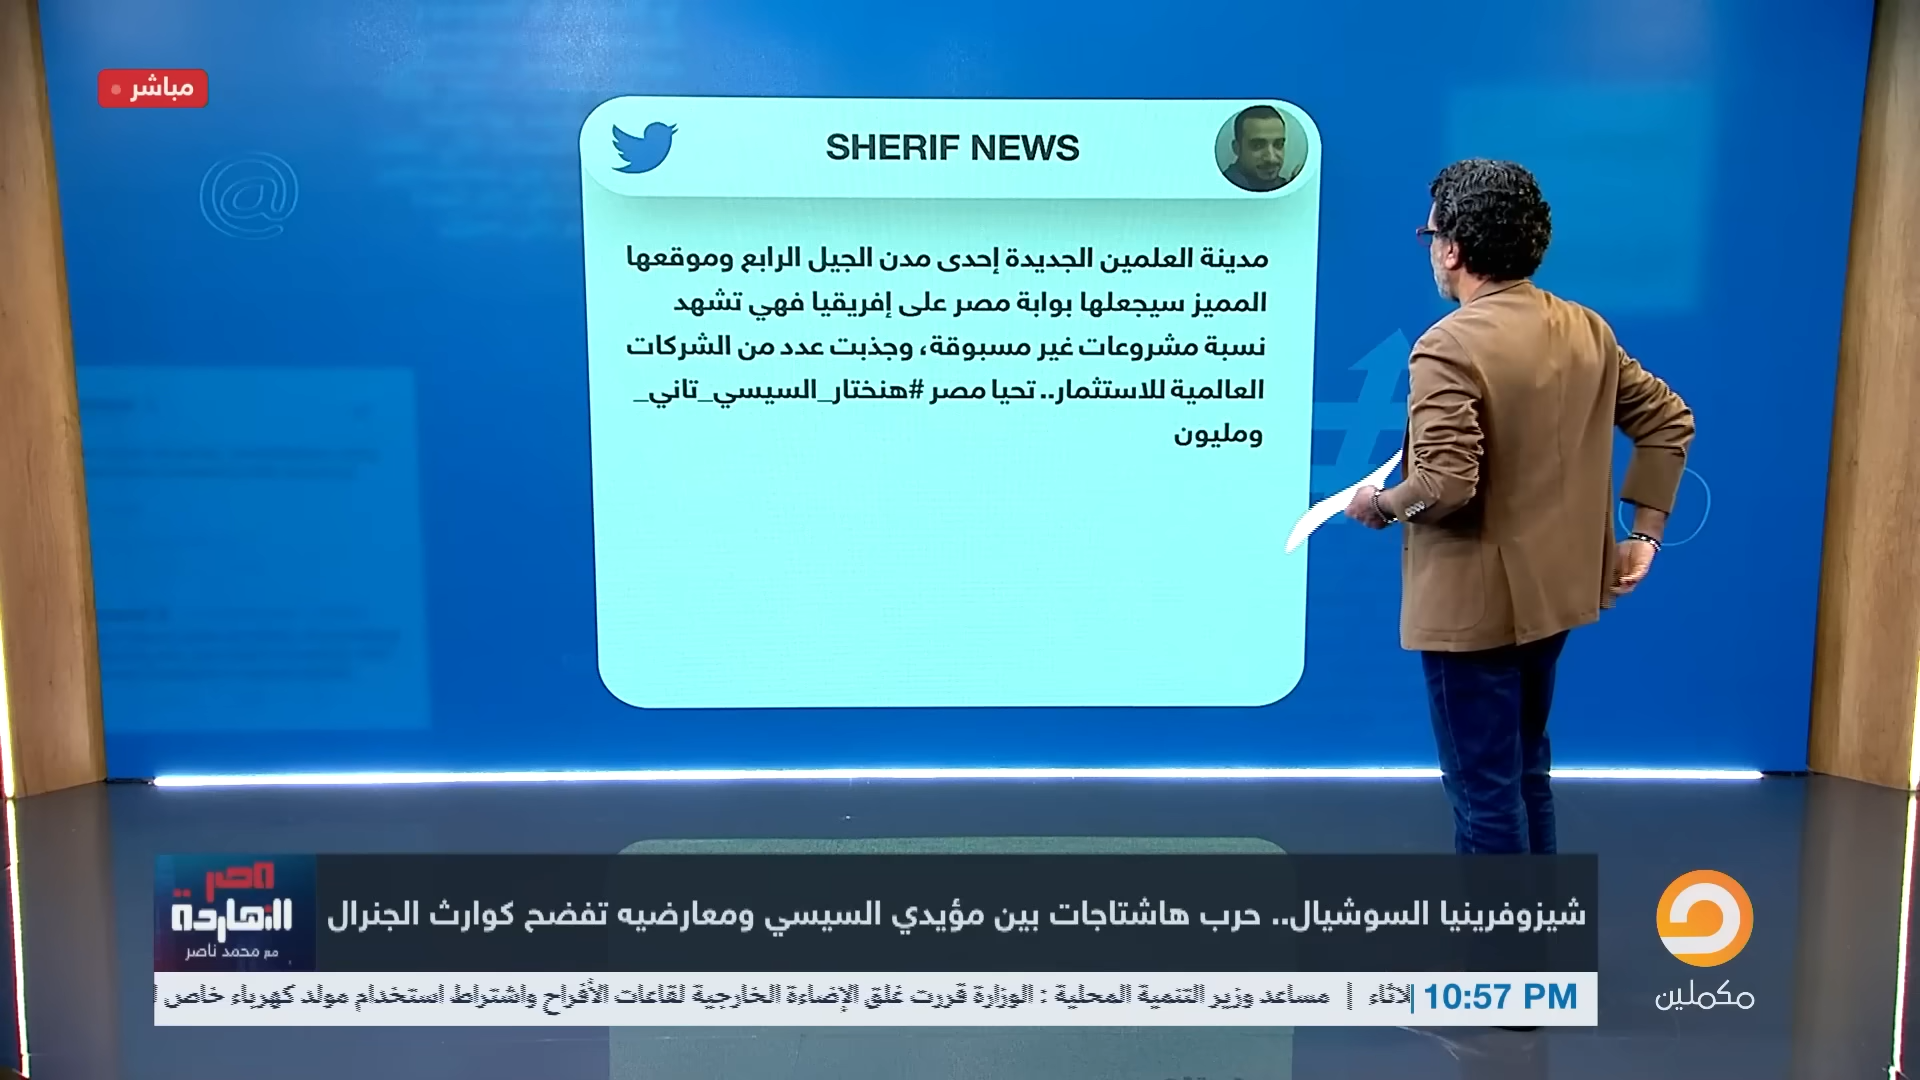 مباشر
SHERIF NEWS
مدينة العلمين الجديدة إحدى مدن الجيل الرابع وموقعها
المميز سيجعلها بوابة مصر على إفريقيا فهي تشهد
نسبة مشروعات غير مسبوقة، وجذبت عدد من الشركات
العالمية للاستثمار.. تحيا مصر #هنختار_السيسي_تاني_
ومليون
شيزوفرينيا السوشيال.. حرب هاشتاجات بين مؤيدي السيسي ومعارضيه تفضح كوارث الجنرال
مصر
النهاردة
مع محمد ناصر
10:57 PM
مساعد وزير التنمية المحلية : الوزارة قررت غلق الإضاءة الخارجية لقاعات الأفراح واشتراط استخدام مولد كهرباء خاص
مكملين